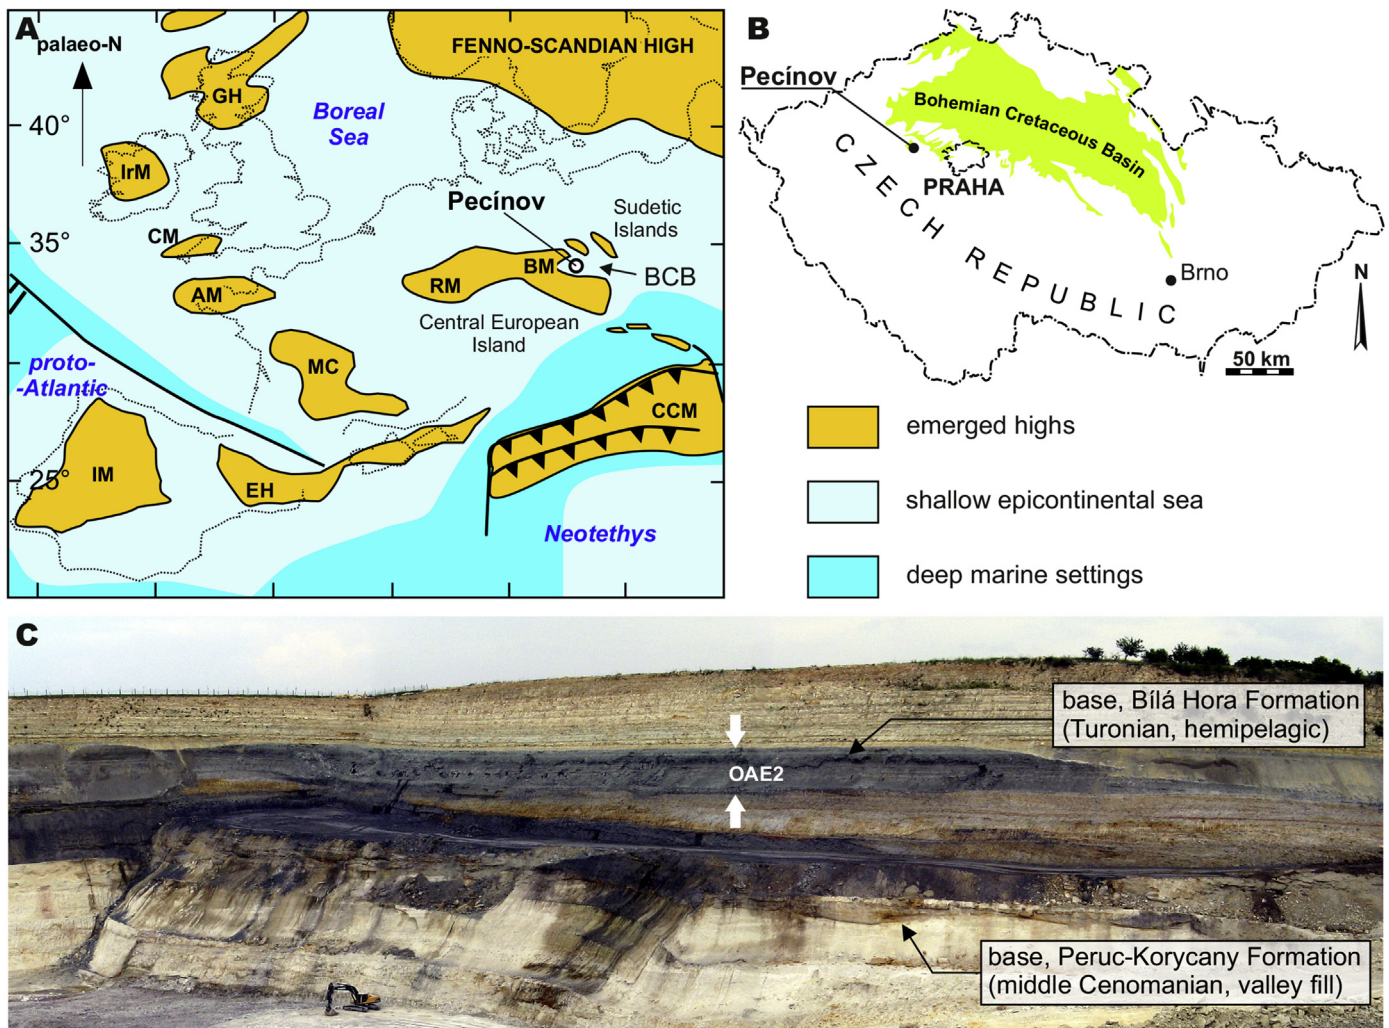 A
palaeo-N
40°
35°
25°
FENNO-SCANDIAN HIGH
GH
Boreal
Sea
IrM
Pecínov
Sudetic
Islands
CM
BM
BCB
RM
AM
Central European
Island
proto-
-Atlantic
MC
CCM
IM
EH
Neotethys
B
Pecínov
Bohemian Cretaceous Basin
PRAHA
CZECH REPUBLIC
Brno
N
50 km
emerged highs
shallow epicontinental sea
deep marine settings
C
base, Bílá Hora Formation
(Turonian, hemipelagic)
OAE2
base, Peruc-Korycany Formation
(middle Cenomanian, valley fill)